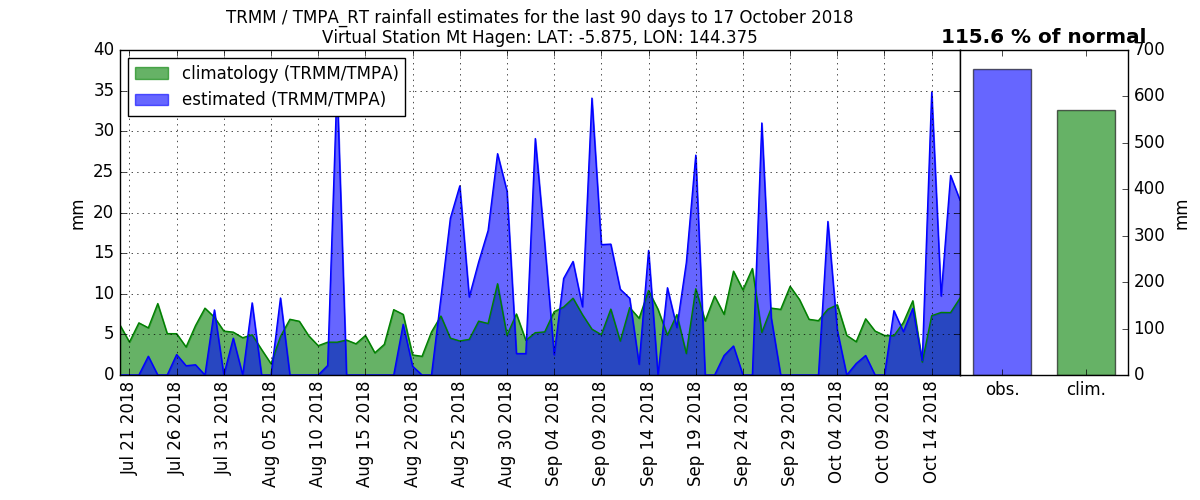 TRMM / TMPA_RT rainfall estimates for the last 90 days to 17 October 2018
Virtual Station Mt Hagen: LAT: -5.875, LON: 144.375
115.6 % of normal
climatology (TRMM/TMPA)
estimated (TRMM/TMPA)
40
35
30
25
20
15
10
5
0
mm
Jul 21 2018
Jul 26 2018
Jul 31 2018
Aug 05 2018
Aug 10 2018
Aug 15 2018
Aug 20 2018
Aug 25 2018
Aug 30 2018
Sep 04 2018
Sep 09 2018
Sep 14 2018
Sep 19 2018
Sep 24 2018
Sep 29 2018
Oct 04 2018
Oct 09 2018
Oct 14 2018
700
600
500
400
300
200
100
0
mm
obs.
clim.